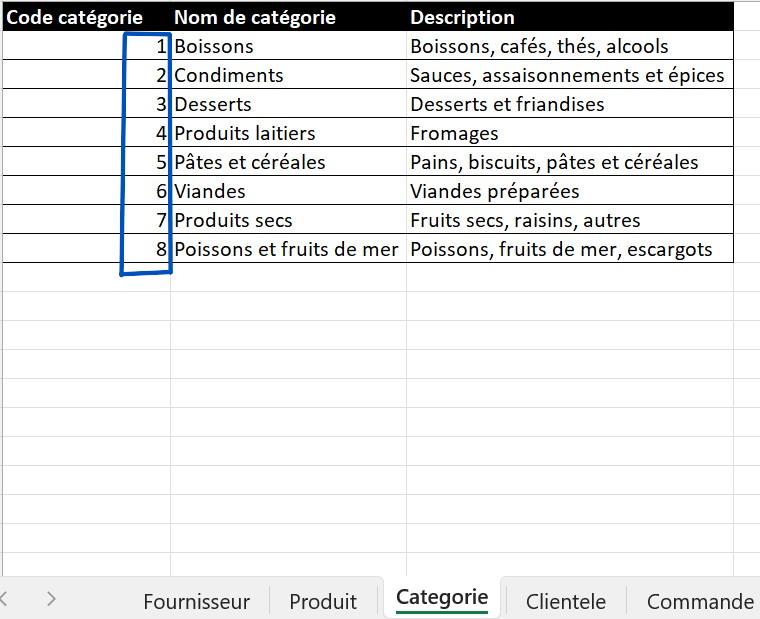 Code catégorie Nom de catégorie Description
1 Boissons Boissons, cafés, thés, alcools
2 Condiments Sauces, assaisonnements et épices
3 Desserts Desserts et friandises
4 Produits laitiers Fromages
5 Pâtes et céréales Pains, biscuits, pâtes et céréales
6 Viandes Viandes préparées
7 Produits secs Fruits secs, raisins, autres
8 Poissons et fruits de mer Poissons, fruits de mer, escargots
Fournisseur Produit Categorie Clientele Commande